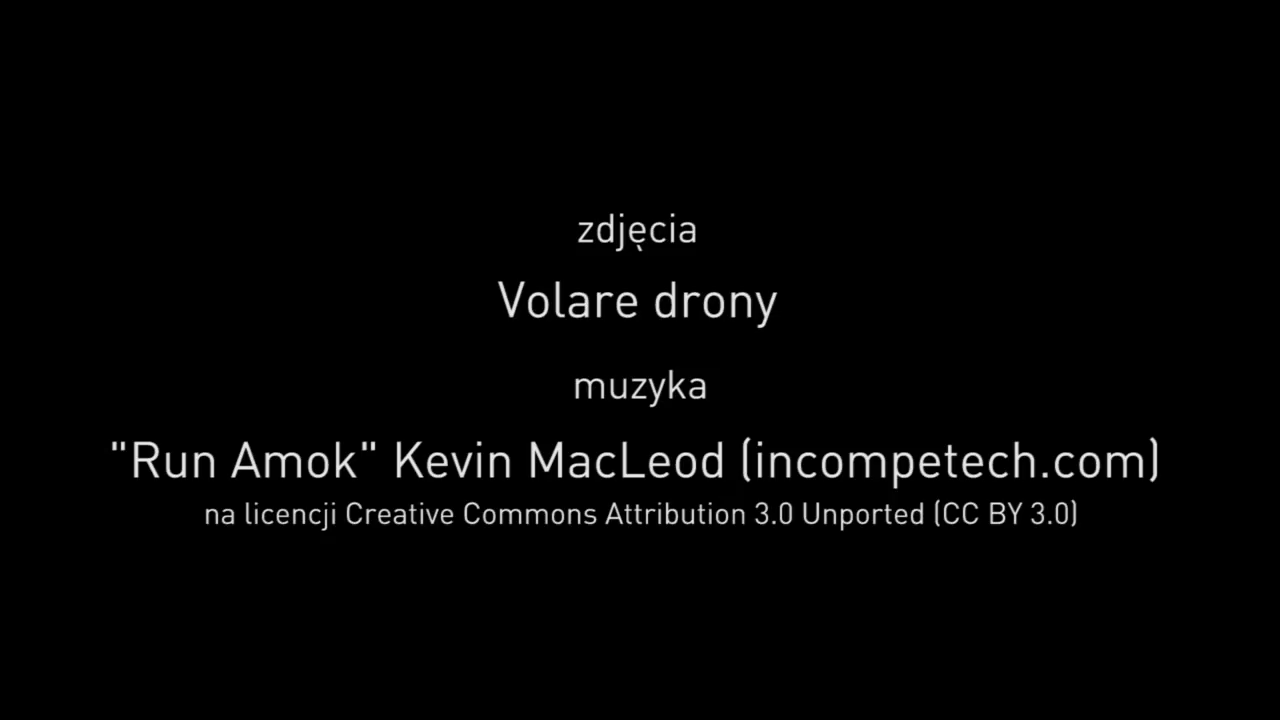 zdjęcia
Volare drony
muzyka
"Run Amok" Kevin MacLeod (incompetech.com)
na licencji Creative Commons Attribution 3.0 Unported (CC BY 3.0)